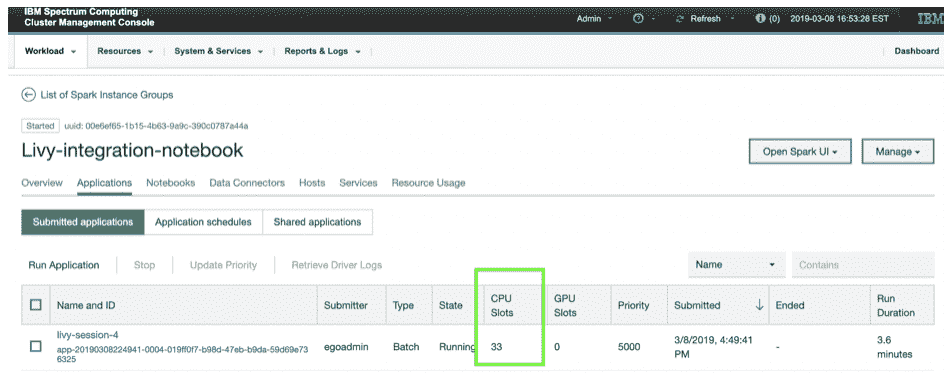 IBM Spectrum Computing
Cluster Management Console
Admin
Refresh
(0)
2019-03-08 16:53:28 EST
IBM
Workload
Resources
System & Services
Reports & Logs
Dashboard
List of Spark Instance Groups
Started
uuid: 00e6ef65-1b15-4b63-9a9c-390c0787a44a
Livy-integration-notebook
Open Spark UI
Manage
Overview
Applications
Notebooks
Data Connectors
Hosts
Services
Resource Usage
Submitted applications
Application schedules
Shared applications
Run Application
Stop
Update Priority
Retrieve Driver Logs
Name
Contains
Name and ID
Submitter
Type
State
CPU
Slots
GPU
Slots
Priority
Submitted
Ended
Run
Duration
livy-session-4
app-20190308224941-0004-019ff0f7-b98d-47eb-b9da-59d69e73
6325
egoadmin
Batch
Running
33
0
5000
3/8/2019, 4:49:41
PM
-
3.6
minutes